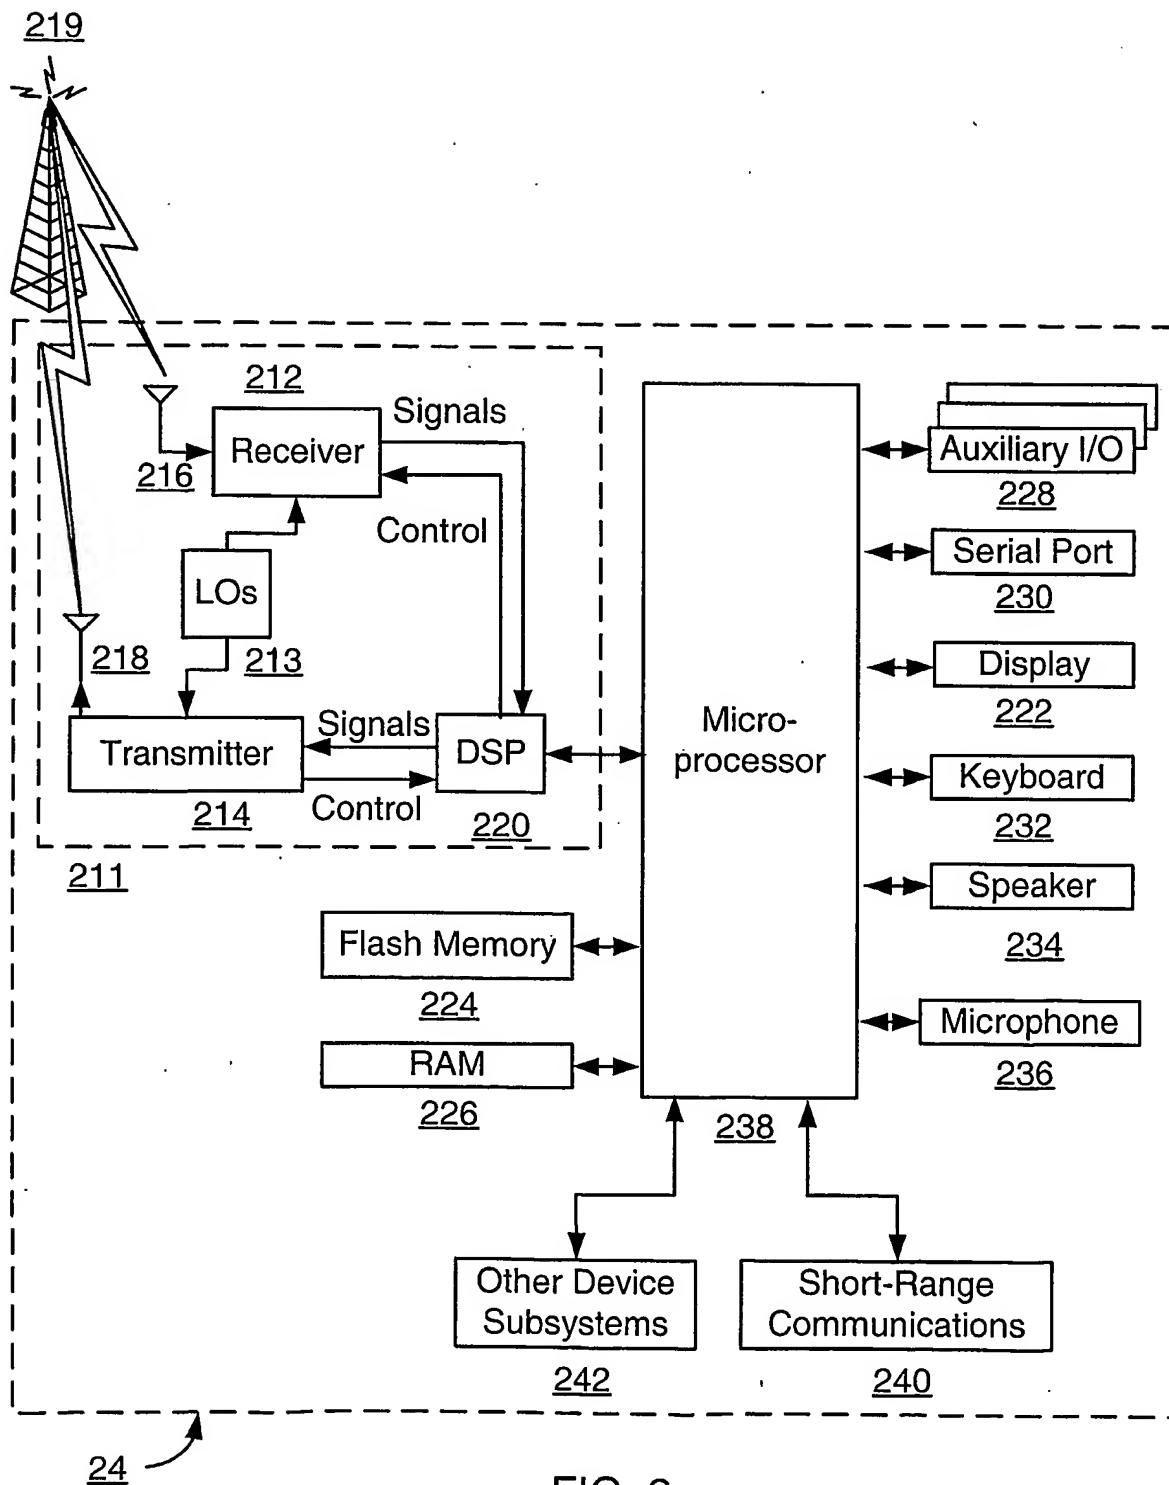 219
212
Signals
Receiver
216
Control
LOs
218
213
Signals
Transmitter
DSP
214
Control
220
211
Micro-
processor
238
Auxiliary I/O
228
Serial Port
230
Display
222
Keyboard
232
Speaker
234
Microphone
236
Flash Memory
224
RAM
226
Other Device
Subsystems
242
Short-Range
Communications
240
24
FIG.